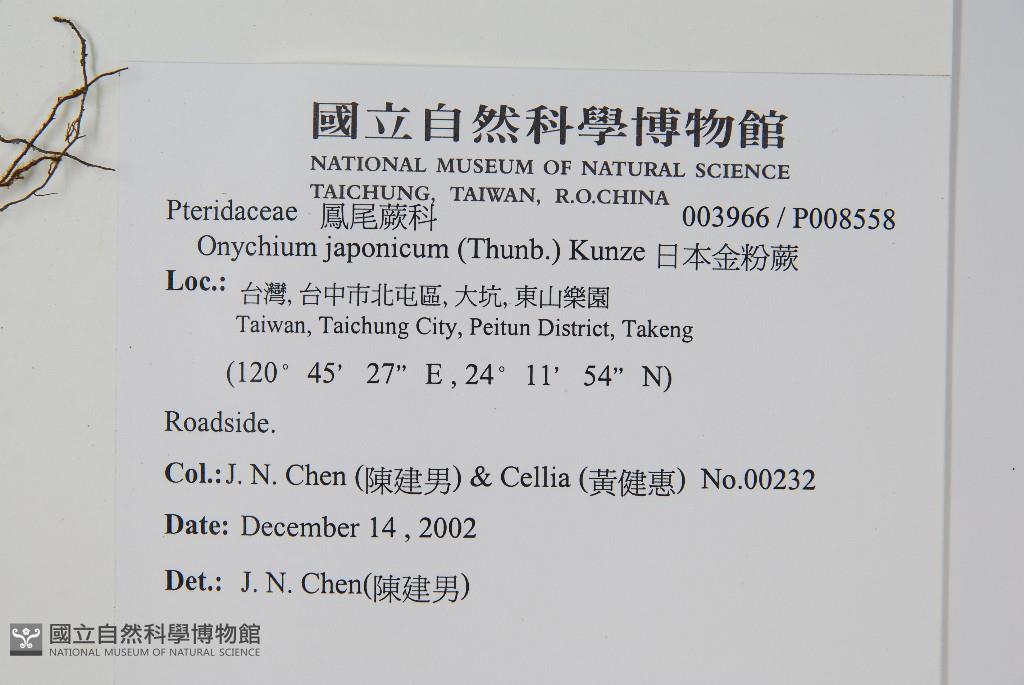 國立自然科學博物館
NATIONAL MUSEUM OF NATURAL SCIENCE
TAICHUNG, TAIWAN, R.O.CHINA
Pteridaceae 鳳尾蕨科 003966 / P008558
Onychium japonicum (Thunb.) Kunze 日本金粉蕨
Loc.: 台灣, 台中市北屯區, 大坑, 東山樂園
Taiwan, Taichung City, Peitun District, Takeng
(120° 45’ 27” E , 24° 11’ 54” N)
Roadside.
Col.: J. N. Chen (陳建男) & Cellia (黃健惠) No.00232
Date: December 14 , 2002
Det.: J. N. Chen(陳建男)
國立自然科學博物館
NATIONAL MUSEUM OF NATURAL SCIENCE